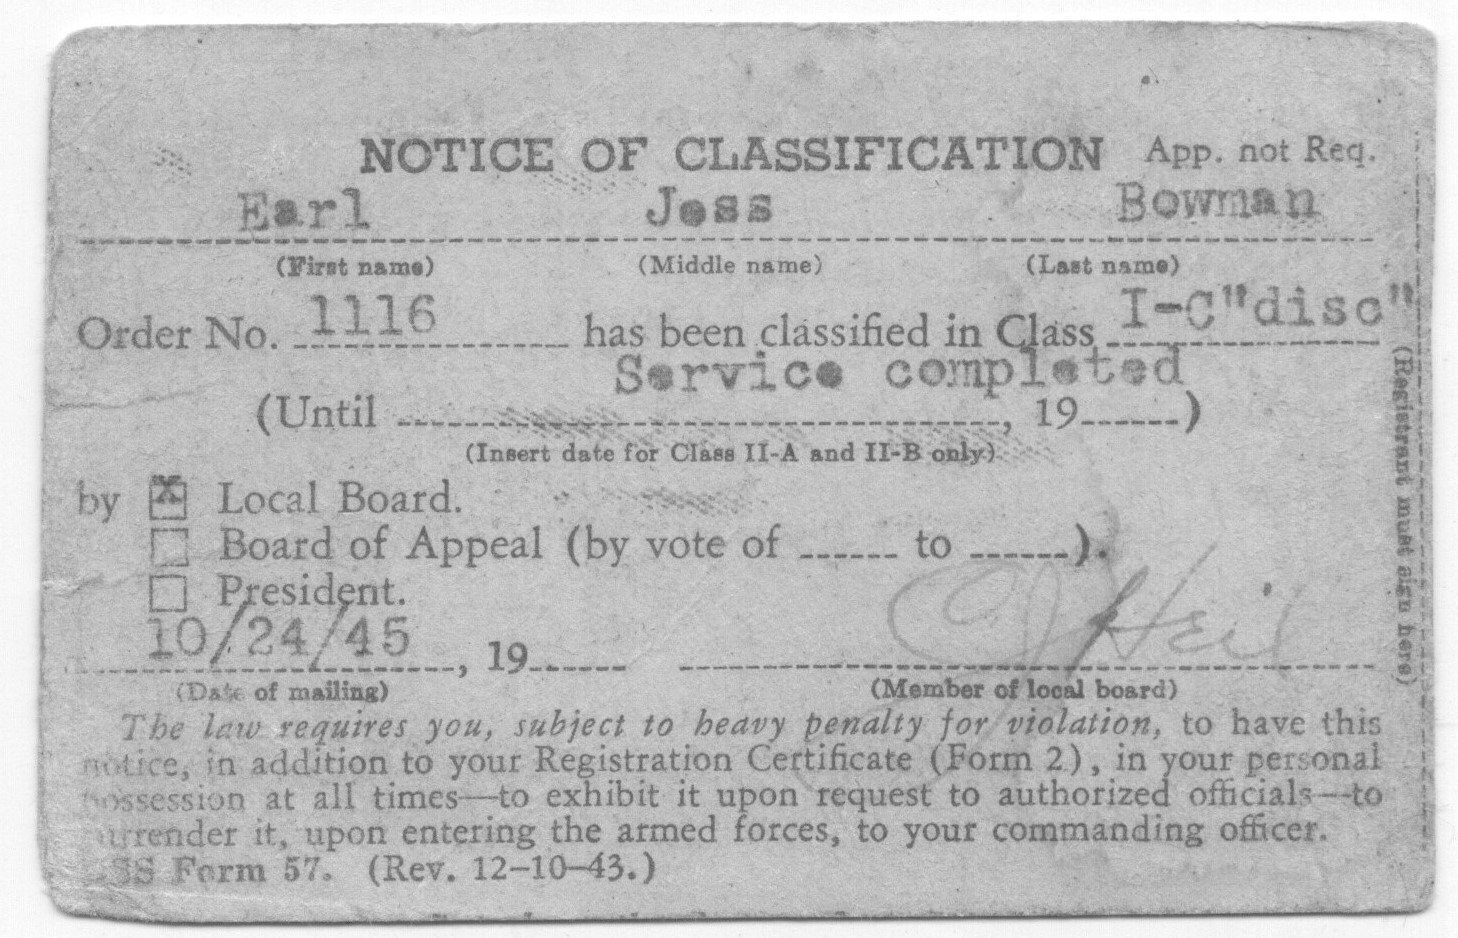 NOTICE OF CLASSIFICATION App. not Req.
Earl Jess Bowman
(First name) (Middle name) (Last name)
Order No. 1116 has been classified in Class I-C"disc"
Service completed
(Until , 19 )
(Insert date for Class II-A and II-B only)
by x Local Board.
Board of Appeal (by vote of to ).
President.
10/24/45, 19 Heil
(Date of mailing) (Member of local board)
The law requires you, subject to heavy penalty for violation, to have this
notice, in addition to your Registration Certificate (Form 2), in your personal
possession at all times—to exhibit it upon request to authorized officials—to
surrender it, upon entering the armed forces, to your commanding officer.
Form 57. (Rev. 12-10-43.)
(Registrant must sign here)